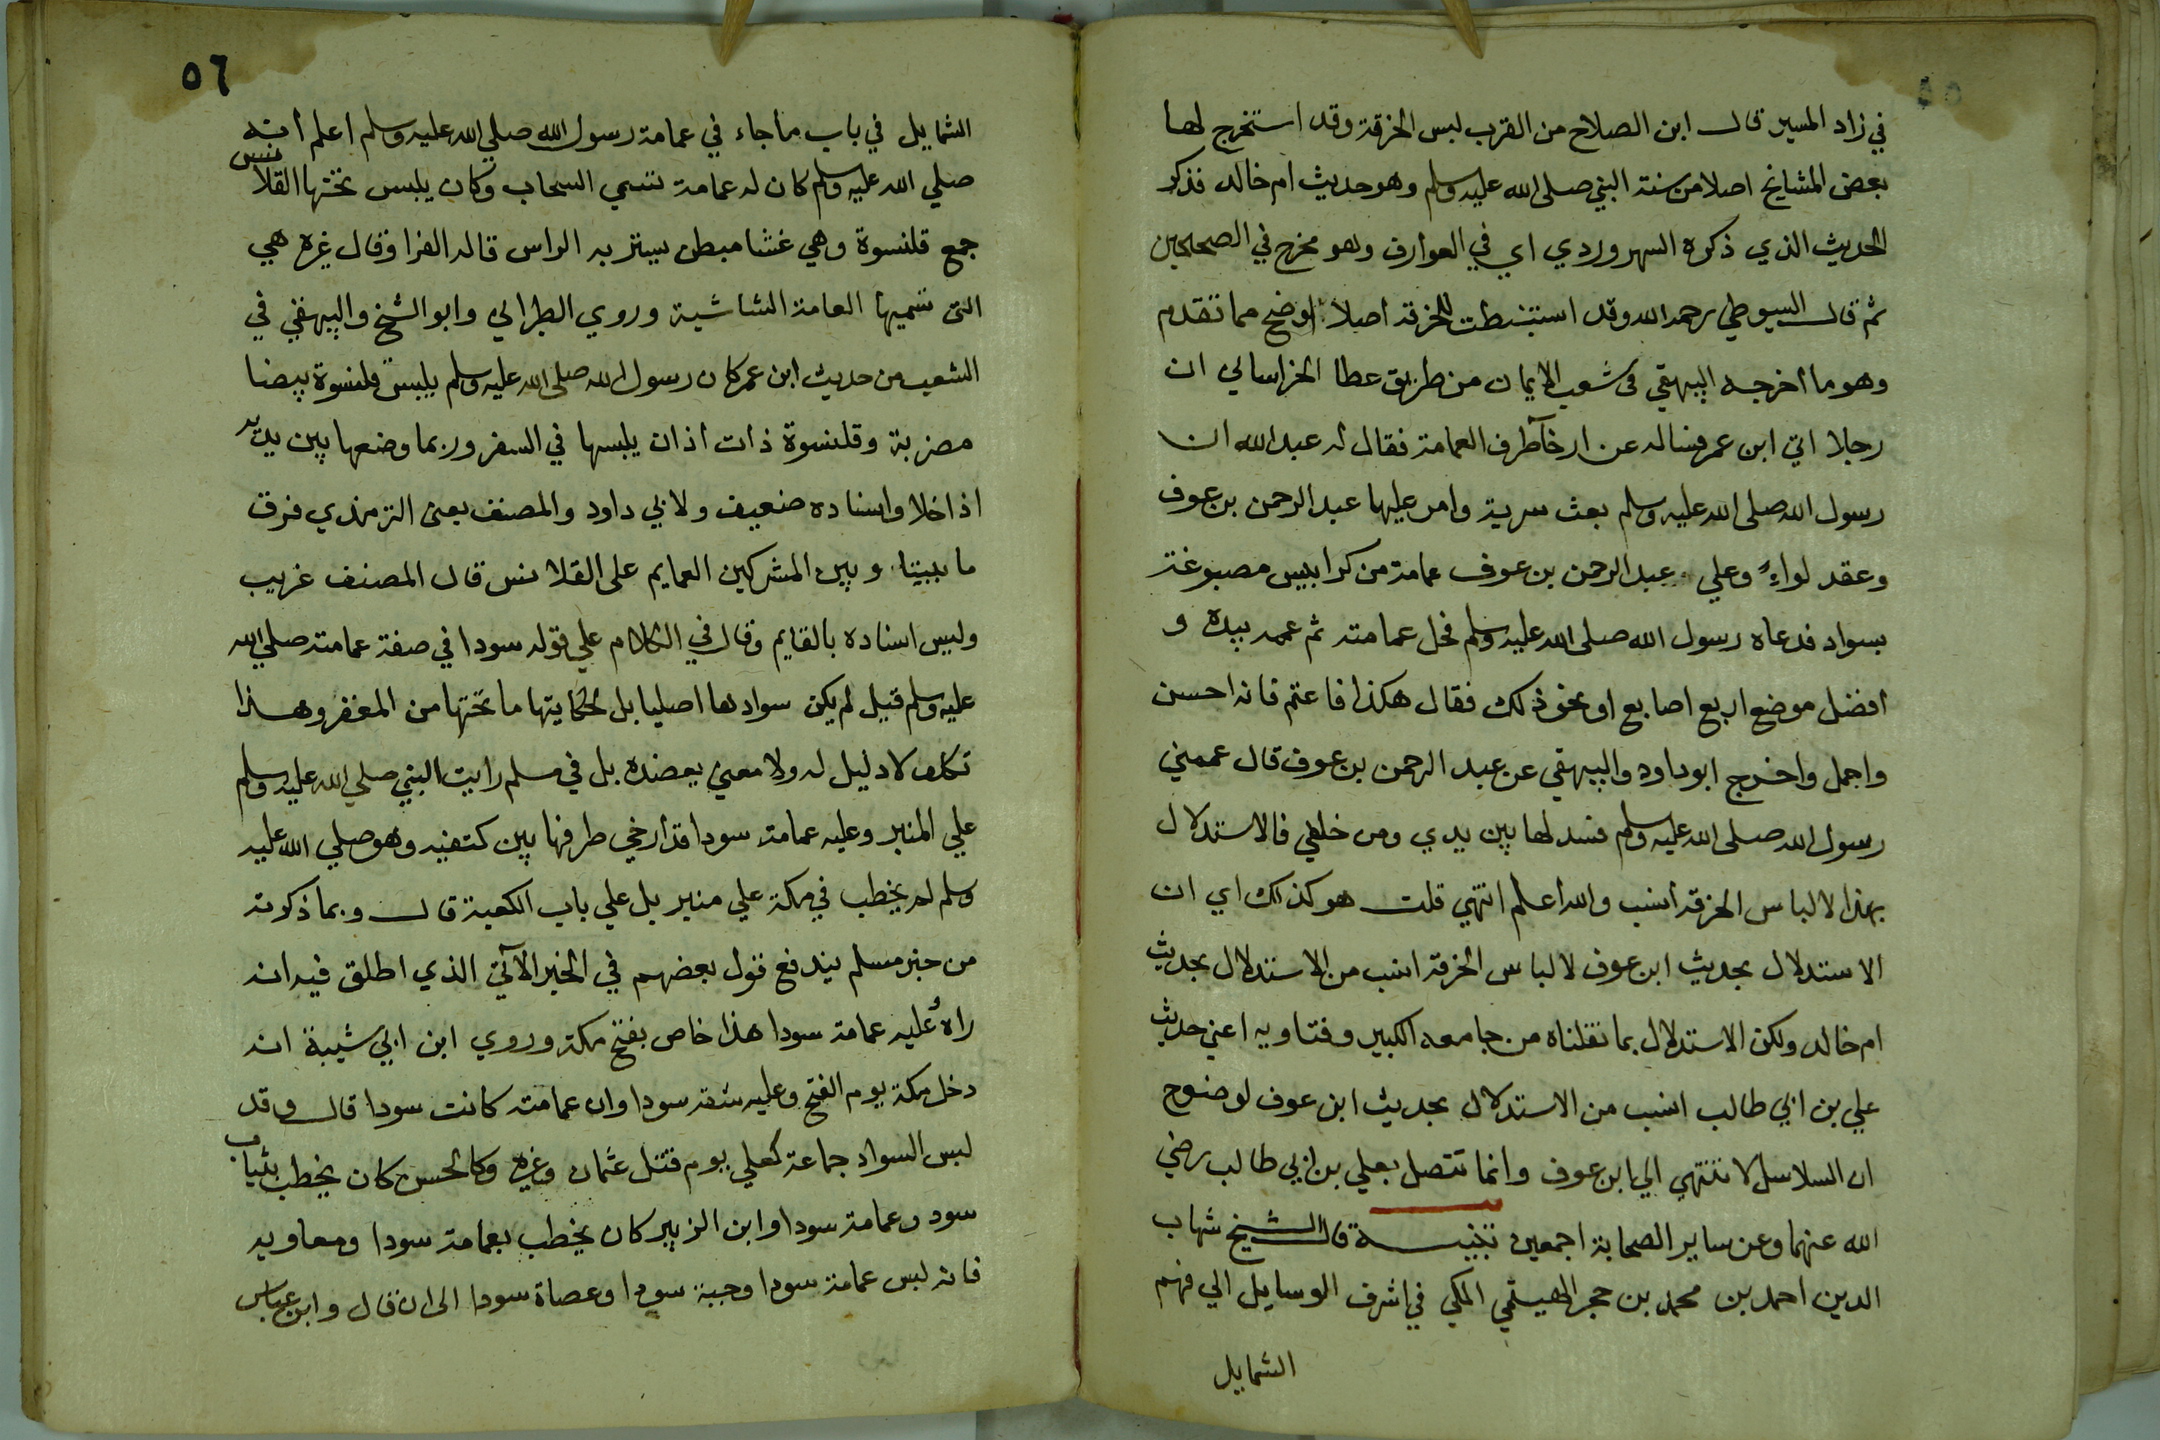 في زاد المسير قال ابن الصلاح من القرب لبس الخرقة وقد استخرج لها
بعض المشايخ اصلا من سنة النبي صلى الله عليه وسلم وهو حديث ام خالد فذكر
الحديث الذي ذكره السهروردي اي في العوارف وهو مخرج في الصحيحين
ثم قال السيوطي رحمه الله وقد استنبطت للخرقة اصلا اوضح مما تقدم
وهو ما اخرجه البيهقي في شعب الايمان من طريق عطا الخراساني ان
رجلا اتي ابن عمر فساله عن ارخآ طرف العمامة فقال له عبد الله ان
رسول الله صلى الله عليه وسلم بعث سرية وامر عليها عبد الرحمن بن عوف
وعقد لواءً وعلي عبد الرحمن بن عوف عمامة من كرابيس مصبوغة
بسواد فدعاه رسول الله صلى الله عليه وسلم فحل عمامته ثم عممه بيده و
افضل موضع اربع اصابع او نحو ذلك فقال هكذا فاعتم فانه احسن
واجمل واخرج ابو داود والبيهقي عن عبد الرحمن بن عوف قال عممني
رسول الله صلى الله عليه وسلم فسدلها بين يدي ومن خلفي فالاستدلال
بهذا لالباس الخرقة انسب والله اعلم انتهي قلت هو كذلك اي ان
الاستدلال بحديث ابن عوف لالباس الخرقة انسب من الاستدلال بحديث
ام خالد ولكن الاستدلال بما نقلناه من جامعه الكبير وفتاويه اعني حديث
علي بن ابي طالب انسب من الاستدلال بحديث ابن عوف لوضوح
ان السلاسل لا تنتهي الي ابن عوف وانما تتصل بعلي بن ابي طالب رضي
الله عنهما وعن ساير الصحابة اجمعين تنبيه قال الشيخ شهاب
الدين احمد بن محمد بن حجر الهيتمي المكي في اشرف الوسايل الي فهم
الشمايل
٥٦
الشمايل في باب ما جاء في عمامة رسول الله صلى الله عليه وسلم اعلم انه
صلي الله عليه وسلم كان له عمامة تسمي السحاب وكان يلبس تحتها القلانس
جمع قلنسوة وهي غشا مبطن يستر به الراس قاله الفرا وقال غيره هي
التي تسميها العامة الشاشية وروي الطبراني وابو الشيخ والبيهقي في
الشعب من حديث ابن عمر كان رسول الله صلى الله عليه وسلم يلبس قلنسوة بيضا
مضربة وقلنسوة ذات اذان يلبسها في السفر وربما وضعها بين يديه
اذا خلا واسناده ضعيف ولابي داود والمصنف يعني الترمذي فرق
ما بيننا وبين المشركين العمايم على القلانس قال المصنف غريب
وليس اسناده بالقايم وقال في الكلام علي قوله سودا في صفة عمامته صلي الله
عليه وسلم قيل لم يكن سوادها اصليا بل لحكايتها ما تحتها من المغفر وهذا
تكلف لا دليل له ولا معني يعضده بل في مسلم رايت النبي صلي الله عليه وسلم
علي المنبر وعليه عمامة سودا قد ارخي طرفها بين كتفيه وهو صلي الله عليه
وسلم لم يخطب في مكة علي منبر بل علي باب الكعبة قال وبما ذكرته
من خبر مسلم يندفع قول بعضهم في الخبر الآتي الذي اطلق فيه انه
راه عليه عمامة سودا هذا خاص بفتح مكة وروي ابن ابي شيبة انه
دخل مكة يوم الفتح وعليه شقة سودا وان عمامته كانت سودا قال وقد
لبس السواد جماعة كعلي يوم قتل عثمان وغيره وكالحسن كان يخطب بثياب
سود وعمامة سودا وابن الزبير كان يخطب بعمامة سودا ومعاوية
فانه لبس عمامة سودا وجبة سودا وعصاة سودا الى ان قال وابن عباس